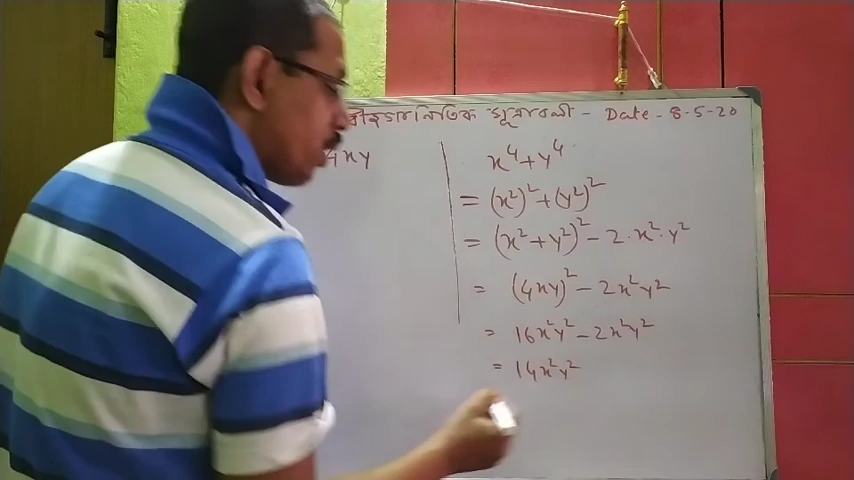 বীজগাণিতিক সূত্রাবলী - Date - 8-5-20
4xy
x⁴+y⁴
= (x²)²+(y²)²
= (x²+y²)² - 2·x²·y²
= (4xy)² - 2x²y²
= 16x²y² - 2x²y²
= 14x²y²